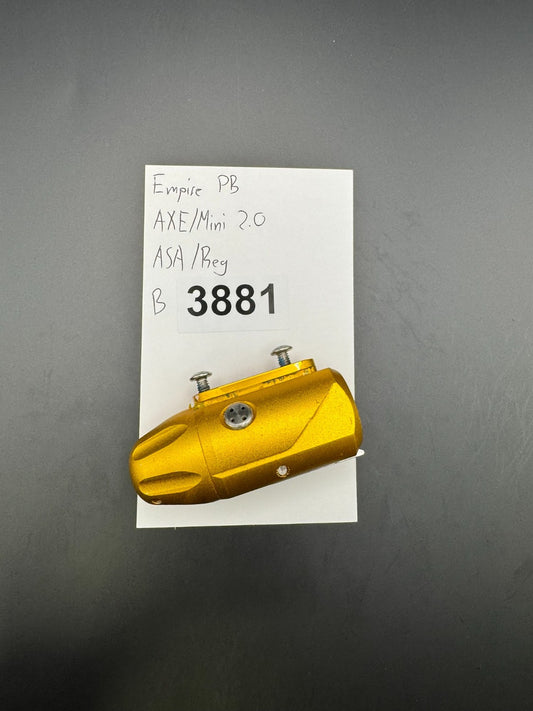 Empire PB
AXE/Mini 2.0
ASA/Reg
B 3881